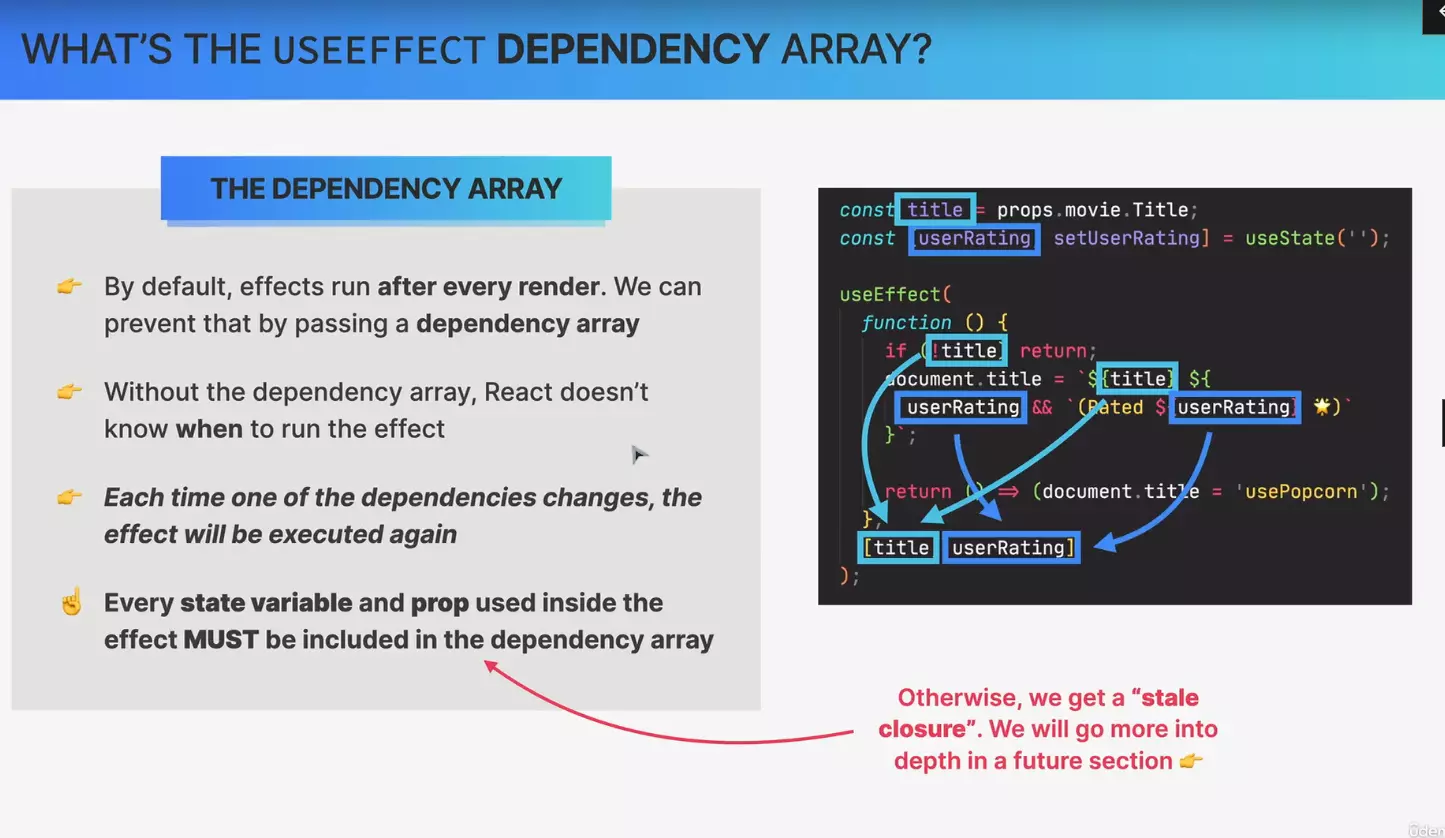 WHAT'S THE USEEFFECT DEPENDENCY ARRAY?
THE DEPENDENCY ARRAY
👉 By default, effects run after every render. We can
prevent that by passing a dependency array
👉 Without the dependency array, React doesn't
know when to run the effect
👉 Each time one of the dependencies changes, the
effect will be executed again
☝️ Every state variable and prop used inside the
effect MUST be included in the dependency array
const title = props.movie.Title;
const userRating setUserRating] = useState('');
useEffect(
function () {
if (!title) return;
document.title = `${title} ${
userRating && `(Rated ${userRating} 🌟)`
}`;
return () => (document.title = 'usePopcorn');
},
[title userRating]
);
Otherwise, we get a “stale
closure”. We will go more into
depth in a future section 👉